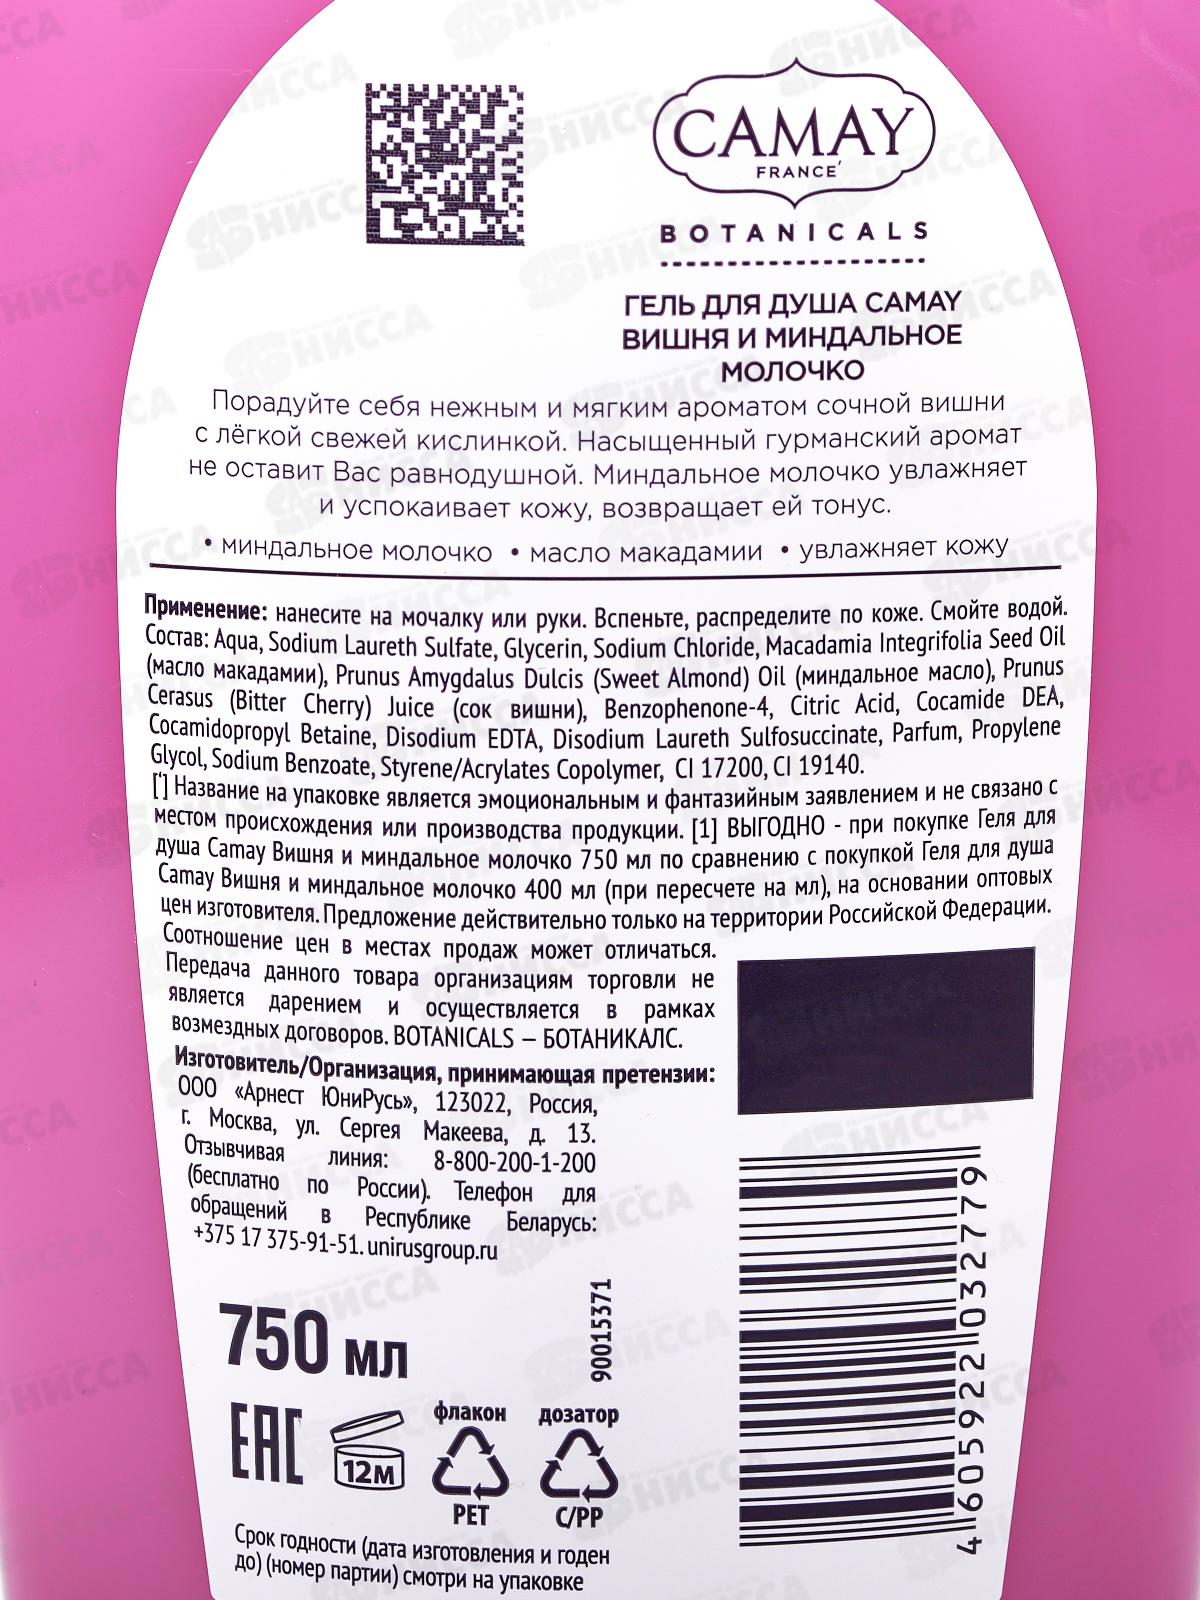 CAMAY
FRANCE'
BOTANICALS
ГЕЛЬ ДЛЯ ДУША CAMAY
ВИШНЯ И МИНДАЛЬНОЕ
МОЛОЧКО
Порадуйте себя нежным и мягким ароматом сочной вишни
с лёгкой свежей кислинкой. Насыщенный гурманский аромат
не оставит Вас равнодушной. Миндальное молочко увлажняет
и успокаивает кожу, возвращает ей тонус.
• миндальное молочко • масло макадамии • увлажняет кожу
Применение: нанесите на мочалку или руки. Вспеньте, распределите по коже. Смойте водой.
Состав: Aqua, Sodium Laureth Sulfate, Glycerin, Sodium Chloride, Macadamia Integrifolia Seed Oil
(масло макадамии), Prunus Amygdalus Dulcis (Sweet Almond) Oil (миндальное масло), Prunus
Cerasus (Bitter Cherry) Juice (сок вишни), Benzophenone-4, Citric Acid, Cocamide DEA,
Cocamidopropyl Betaine, Disodium EDTA, Disodium Laureth Sulfosuccinate, Parfum, Propylene
Glycol, Sodium Benzoate, Styrene/Acrylates Copolymer, CI 17200, CI 19140.
['] Название на упаковке является эмоциональным и фантазийным заявлением и не связано с
местом происхождения или производства продукции. [1] ВЫГОДНО - при покупке Геля для
душа Camay Вишня и миндальное молочко 750 мл по сравнению с покупкой Геля для душа
Camay Вишня и миндальное молочко 400 мл (при пересчете на мл), на основании оптовых
цен изготовителя. Предложение действительно только на территории Российской Федерации.
Соотношение цен в местах продаж может отличаться.
Передача данного товара организациям торговли не
является дарением и осуществляется в рамках
возмездных договоров. BOTANICALS – БОТАНИКАЛС.
Изготовитель/Организация, принимающая претензии:
ООО «Арнест ЮниРусь», 123022, Россия,
г. Москва, ул. Сергея Макеева, д. 13.
Отзывчивая линия: 8-800-200-1-200
(бесплатно по России). Телефон для
обращений в Республике Беларусь:
+375 17 375-91-51. unirusgroup.ru
750 мл
90015371
4 605922 032779
EAC
12М
флакон
дозатор
PET
C/PP
Срок годности (дата изготовления и годен
до) (номер партии) смотри на упаковке
НИССА